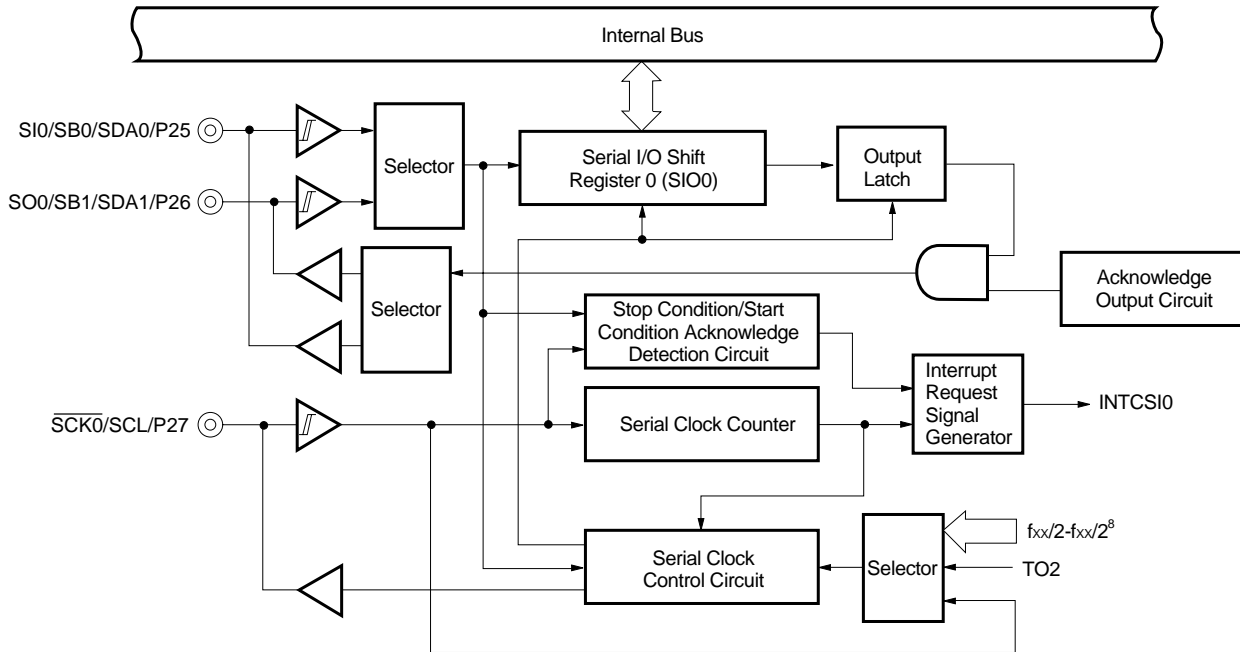 Internal Bus
SI0/SB0/SDA0/P25
Selector
Serial I/O Shift
Register 0 (SIO0)
Output
Latch
SO0/SB1/SDA1/P26
Selector
Acknowledge
Output Circuit
Stop Condition/Start
Condition Acknowledge
Detection Circuit
Interrupt
Request
Signal
Generator
INTCSI0
S̅C̅K̅0̅/SCL/P27
Serial Clock Counter
fxx/2-fxx/2⁸
Serial Clock
Control Circuit
Selector
TO2